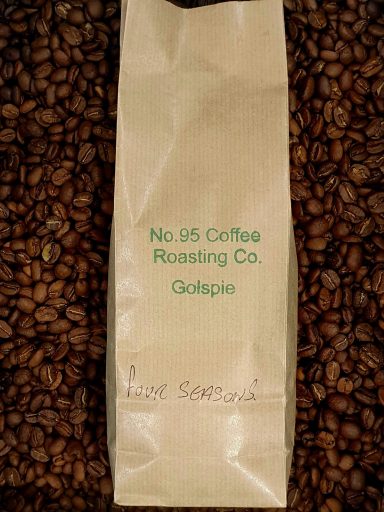 No.95 Coffee
Roasting Co.
Golspie
four SEASONS.